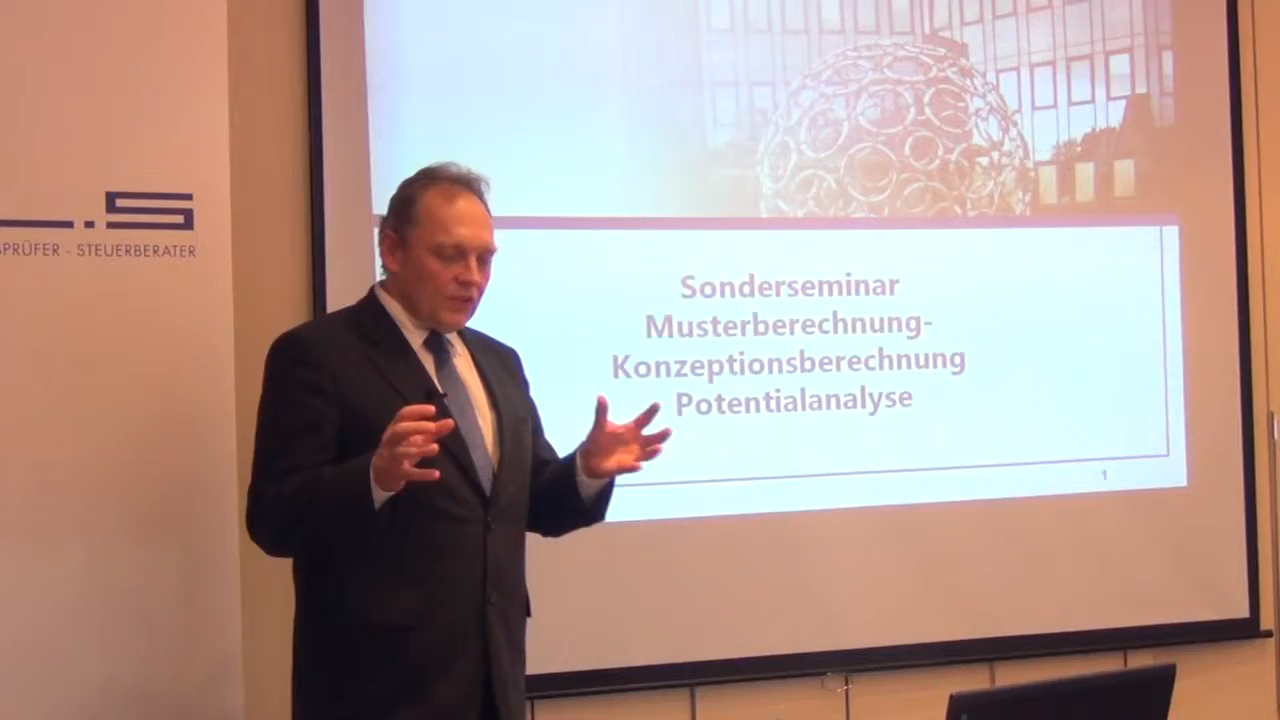 .S
SPRÜFER - STEUERBERATER
Sonderseminar
Musterberechnung-
Konzeptionsberechnung
Potentialanalyse
1